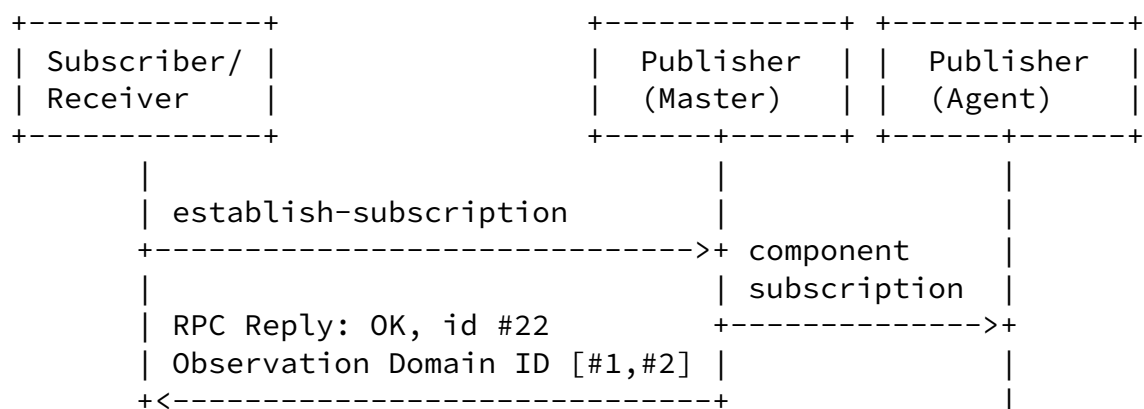 +-------------+                  +-------------+ +-------------+
| Subscriber/ |                  |  Publisher  | |  Publisher  |
| Receiver    |                  |  (Master)   | |  (Agent)    |
+-------------+                  +------+------+ +------+------+
       |                                |               |
       | establish-subscription         |               |
       +------------------------------->+ component     |
       |                                | subscription  |
       | RPC Reply: OK, id #22          +-------------->+
       | Observation Domain ID [#1,#2]  |               |
       +<-------------------------------+               |